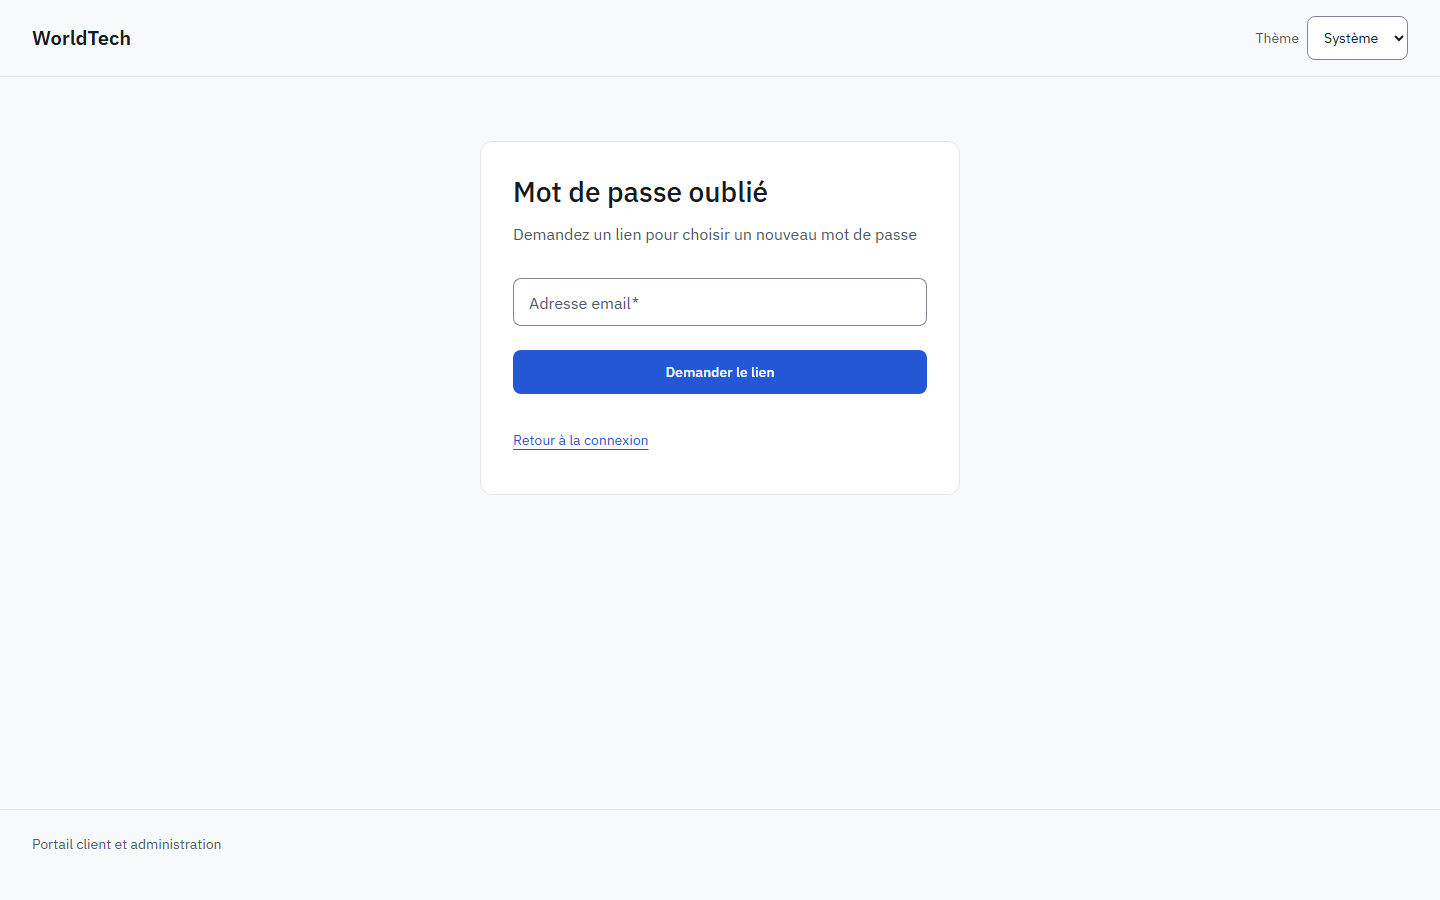 WorldTech
Thème
Système
Mot de passe oublié
Demandez un lien pour choisir un nouveau mot de passe
Adresse email*
Demander le lien
Retour à la connexion
Portail client et administration